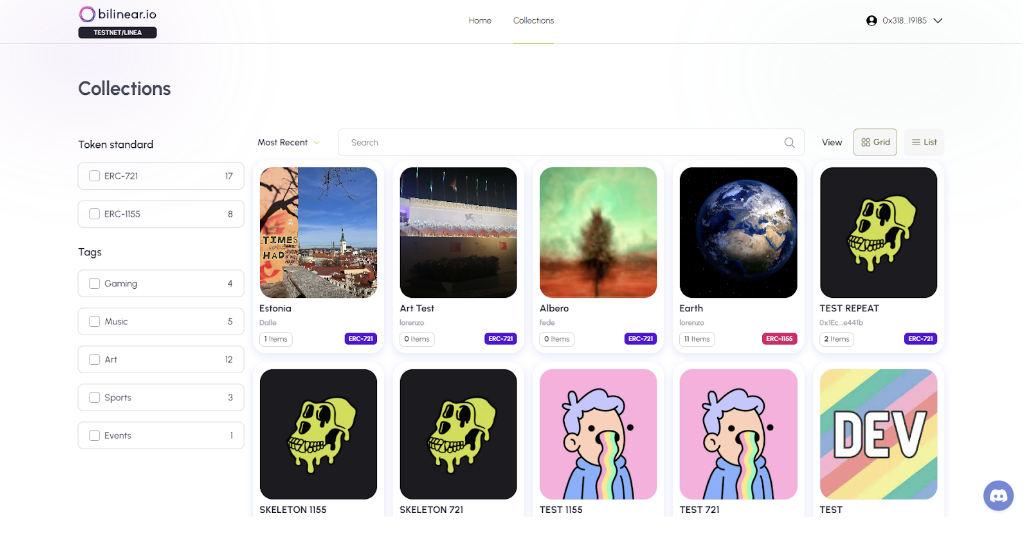 bilinear.io
TESTNET/LINEA
Home
Collections
0x318...19185
Collections
Token standard
ERC-721 17
ERC-1155 8
Tags
Gaming 4
Music 5
Art 12
Sports 3
Events 1
Most Recent
Search
View
Grid
List
TIMES
HAD
Estonia
Dalle
1 Items
ERC-721
Art Test
lorenzo
0 Items
ERC-721
Albero
fede
0 Items
ERC-721
Earth
lorenzo
11 Items
ERC-1155
TEST REPEAT
0x1Ec...e441b
2 Items
ERC-721
SKELETON 1155
SKELETON 721
TEST 1155
TEST 721
DEV
TEST